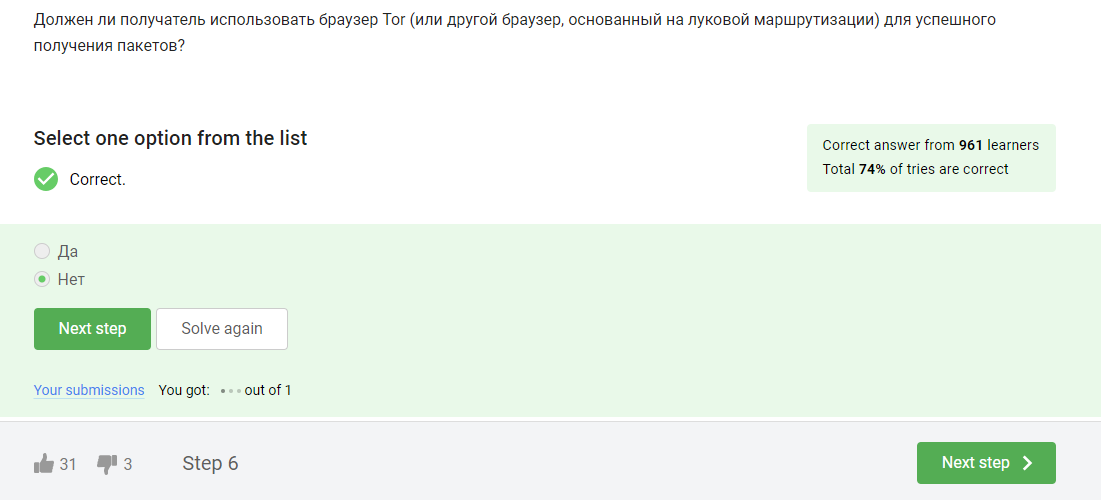 Должен ли получатель использовать браузер Tor (или другой браузер, основанный на луковой маршрутизации) для успешного
получения пакетов?
Select one option from the list
Correct.
Correct answer from 961 learners
Total 74% of tries are correct
Да
Нет
Next step
Solve again
Your submissions You got: out of 1
31
3
Step 6
Next step